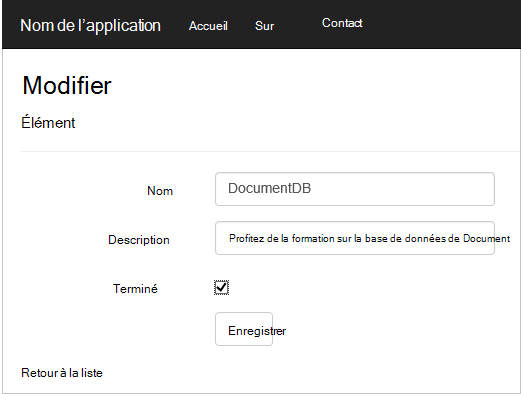 Nom de l'application Accueil Sur Contact
Modifier
Élément
Nom DocumentDB
Description Profitez de la formation sur la base de données de Document
Terminé
Enregistrer
Retour à la liste